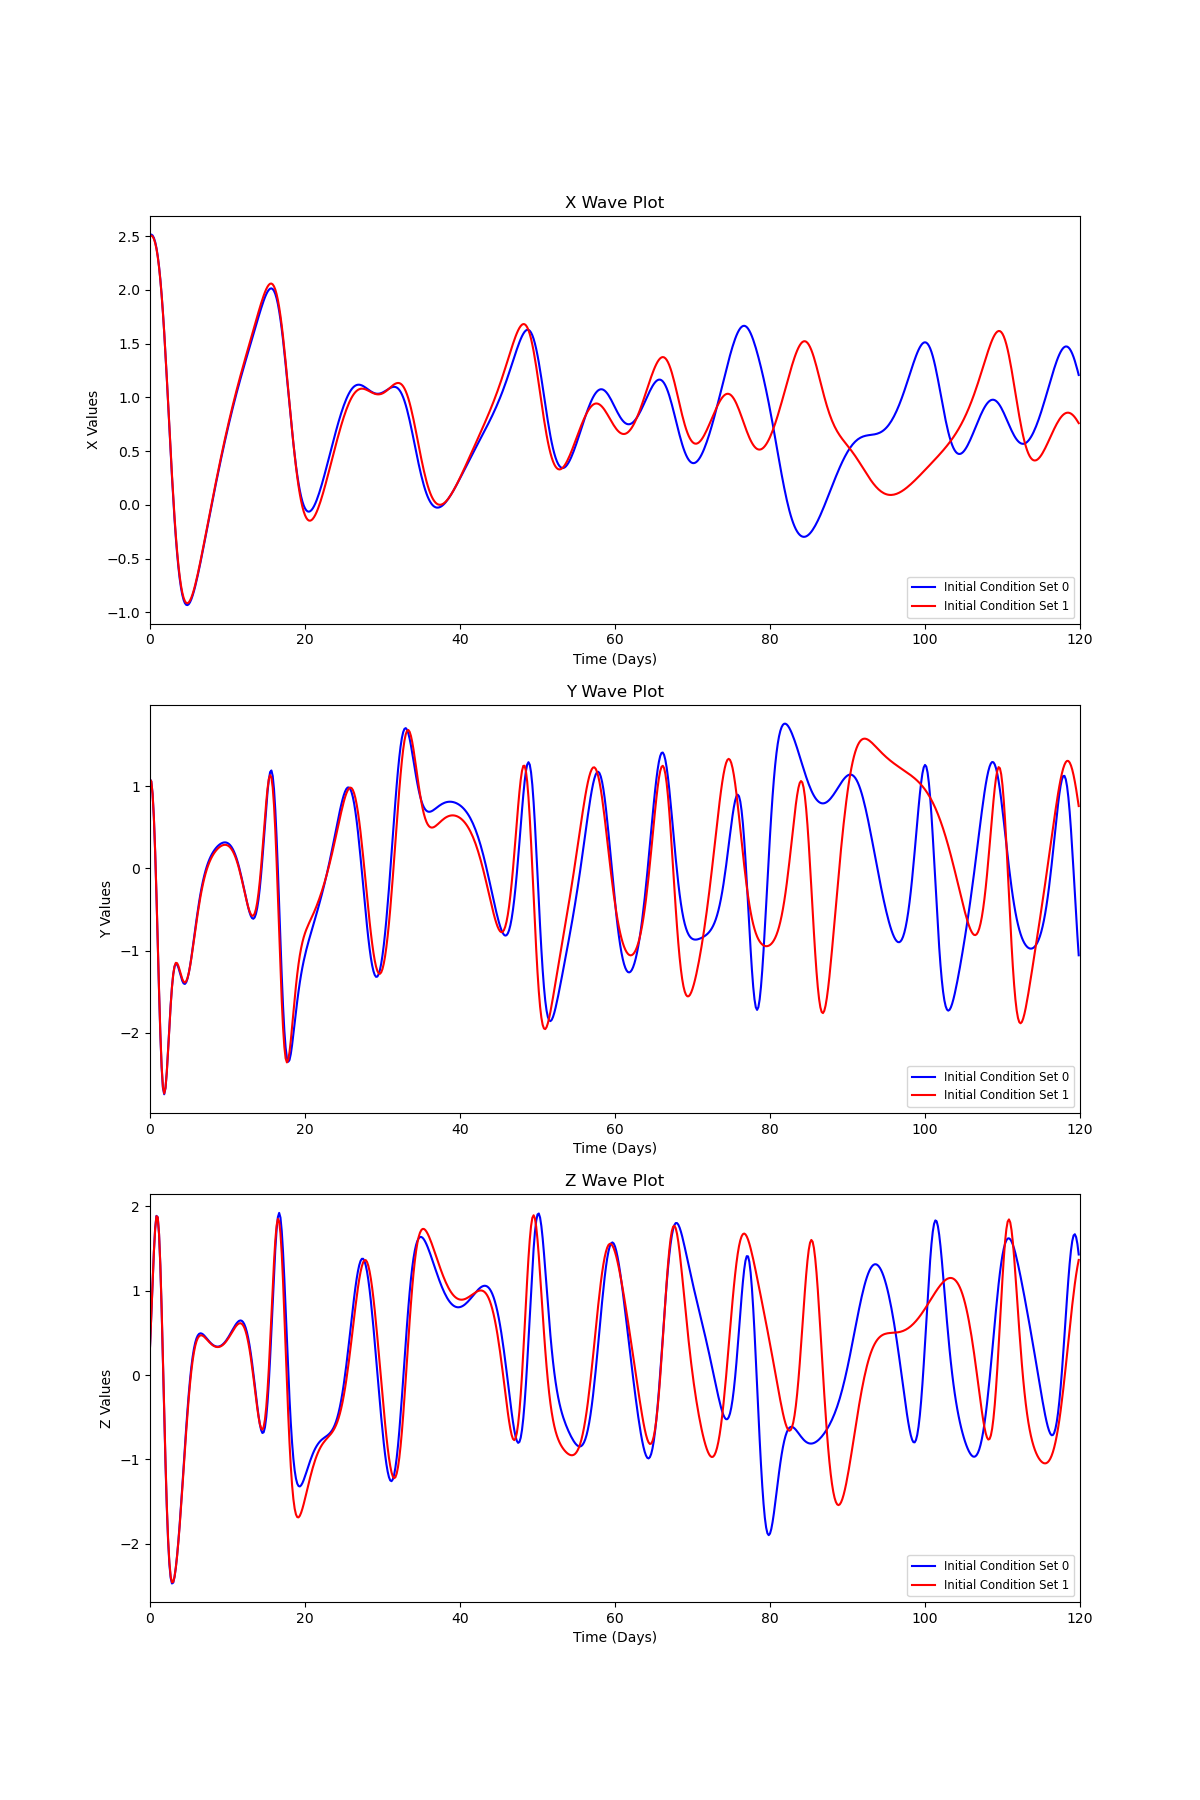 X Wave Plot
X Values
2.5
2.0
1.5
1.0
0.5
0.0
−0.5
−1.0
0 20 40 60 80 100 120
Time (Days)
Initial Condition Set 0
Initial Condition Set 1
Y Wave Plot
Y Values
1
0
−1
−2
0 20 40 60 80 100 120
Time (Days)
Initial Condition Set 0
Initial Condition Set 1
Z Wave Plot
Z Values
2
1
0
−1
−2
0 20 40 60 80 100 120
Time (Days)
Initial Condition Set 0
Initial Condition Set 1